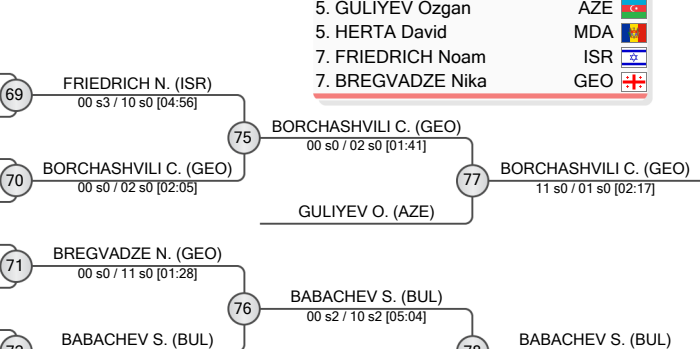 5. GULIYEV Ozgan AZE
5. HERTA David MDA
7. FRIEDRICH Noam ISR
7. BREGVADZE Nika GEO
FRIEDRICH N. (ISR)
69
00 s3 / 10 s0 [04:56]
75
BORCHASHVILI C. (GEO)
00 s0 / 02 s0 [01:41]
BORCHASHVILI C. (GEO)
70
00 s0 / 02 s0 [02:05]
77
BORCHASHVILI C. (GEO)
11 s0 / 01 s0 [02:17]
GULIYEV O. (AZE)
BREGVADZE N. (GEO)
71
00 s0 / 11 s0 [01:28]
76
BABACHEV S. (BUL)
00 s2 / 10 s2 [05:04]
BABACHEV S. (BUL)
BABACHEV S. (BUL)